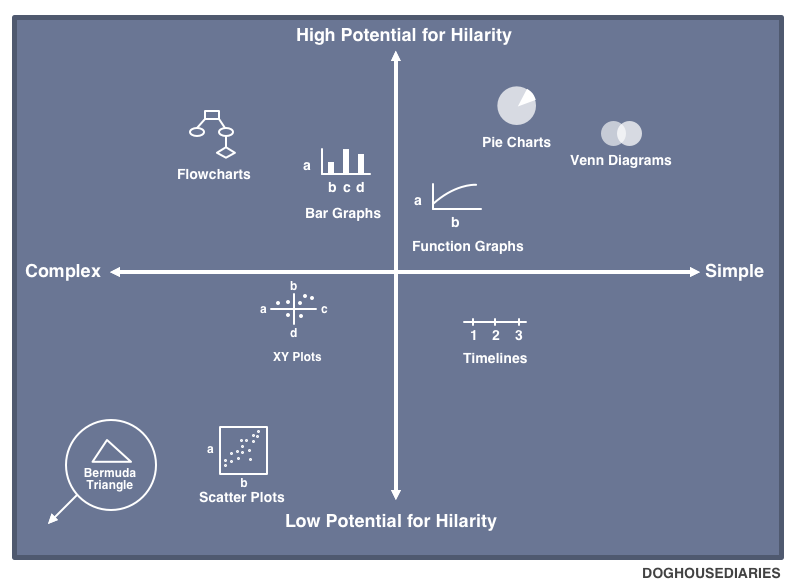 High Potential for Hilarity
Pie Charts
Venn Diagrams
Flowcharts
a
b c d
Bar Graphs
a
b
Function Graphs
Complex
Simple
b
a
c
d
XY Plots
1 2 3
Timelines
Bermuda
Triangle
a
b
Scatter Plots
Low Potential for Hilarity
DOGHOUSEDIARIES